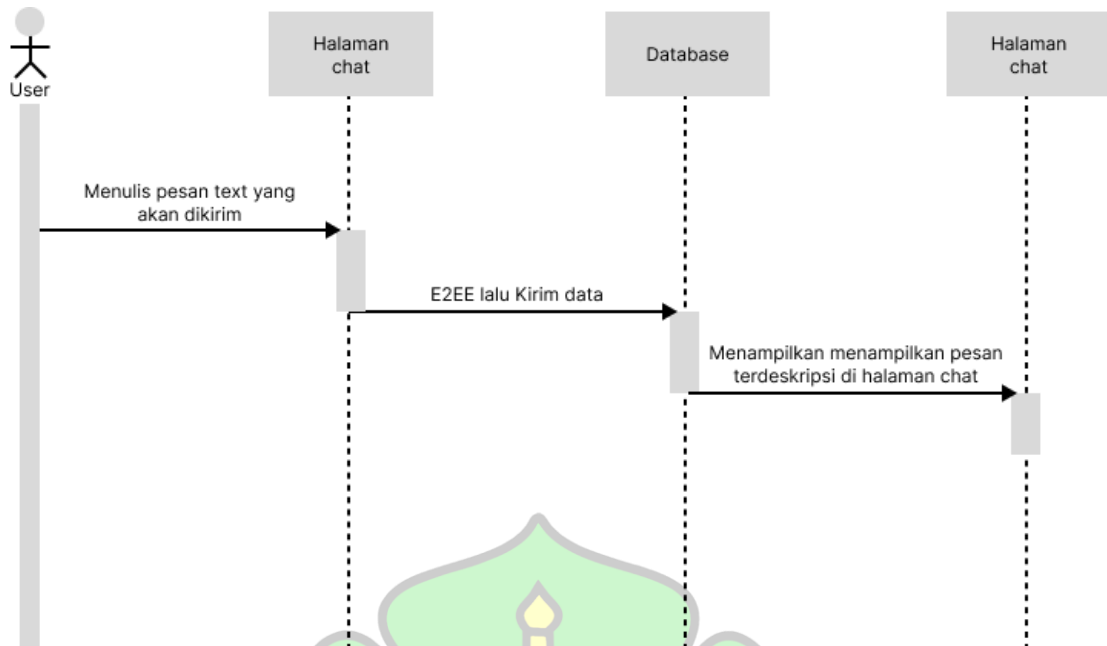 Halaman
chat
Database
Halaman
chat
User
Menulis pesan text yang
akan dikirim
E2EE lalu Kirim data
Menampilkan menampilkan pesan
terdeskripsi di halaman chat